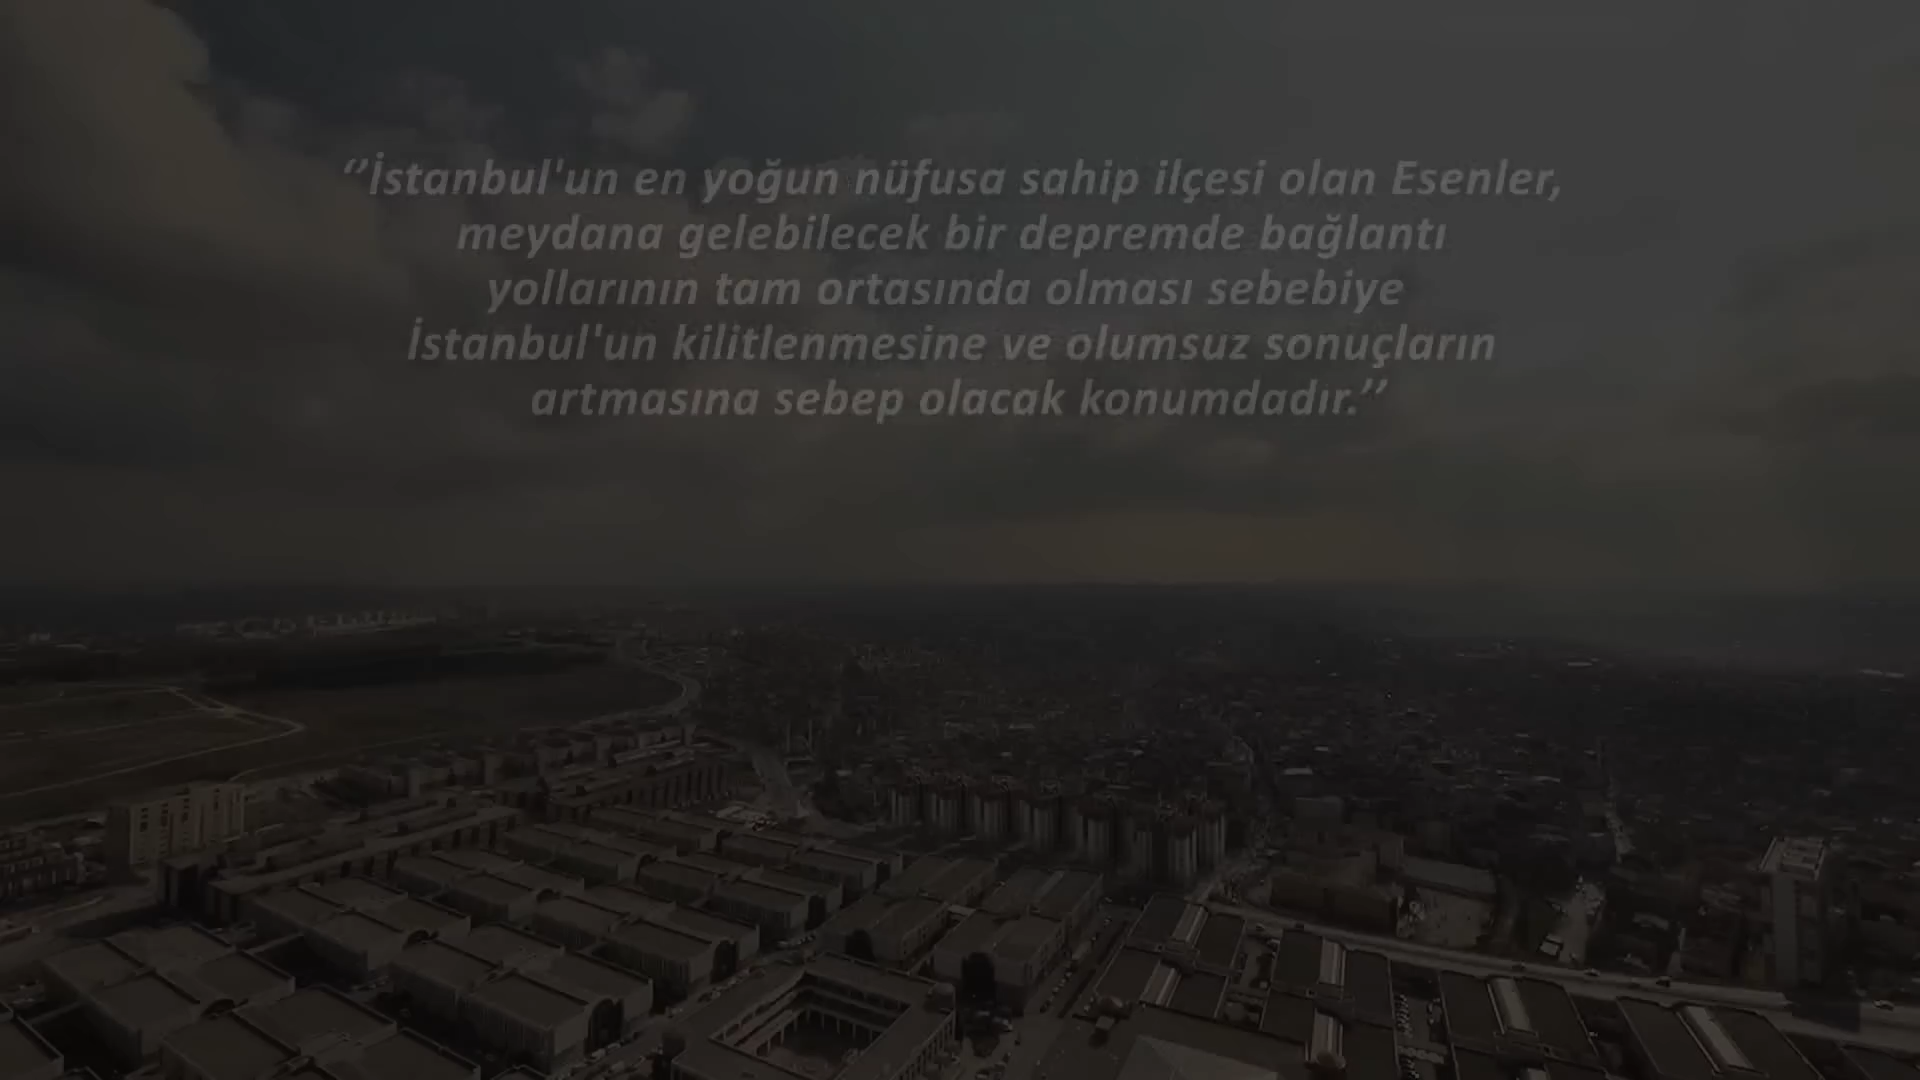 ‘’İstanbul'un en yoğun nüfusa sahip ilçesi olan Esenler,
meydana gelebilecek bir depremde bağlantı
yollarının tam ortasında olması sebebiye
İstanbul'un kilitlenmesine ve olumsuz sonuçların
artmasına sebep olacak konumdadır.’’